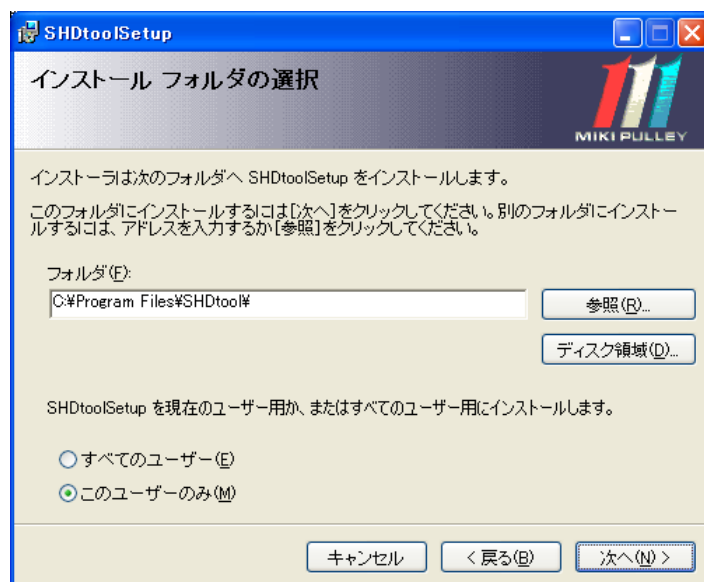 SHDtoolSetup
インストール フォルダの選択
MIKI PULLEY
インストーラは次のフォルダへ SHDtoolSetup をインストールします。
このフォルダにインストールするには[次へ]をクリックしてください。別のフォルダにインストー
ルするには、アドレスを入力するか[参照]をクリックしてください。
フォルダ(F):
C:¥Program Files¥SHDtool¥
参照(R)...
ディスク領域(D)...
SHDtoolSetup を現在のユーザー用か、またはすべてのユーザー用にインストールします。
すべてのユーザー(E)
このユーザーのみ(M)
キャンセル
< 戻る(B)
次へ(N) >